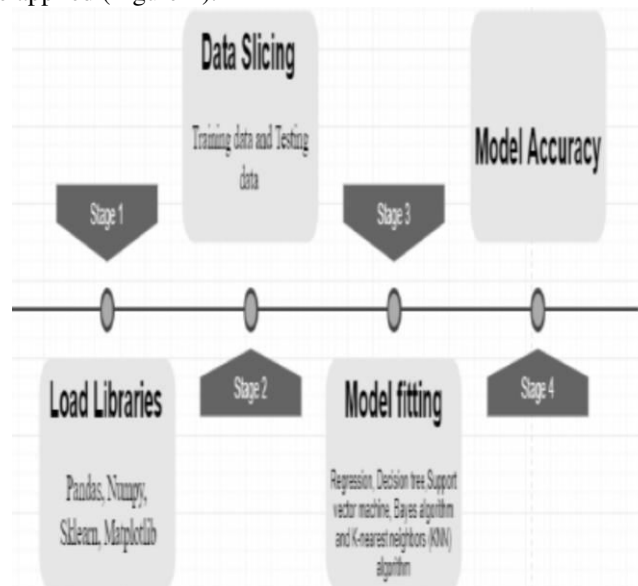 Data Slicing
Training data and Testing
data
Model Accuracy
Stage 1
Stage 3
Stage 2
Stage 4
Load Libraries
Pandas, Numpy,
Sklearn, Matplotlib
Model fitting
Regression, Decision tree,Support
vector machine, Bayes algorithm
and K-nearest neighbors (KNN)
algorithm